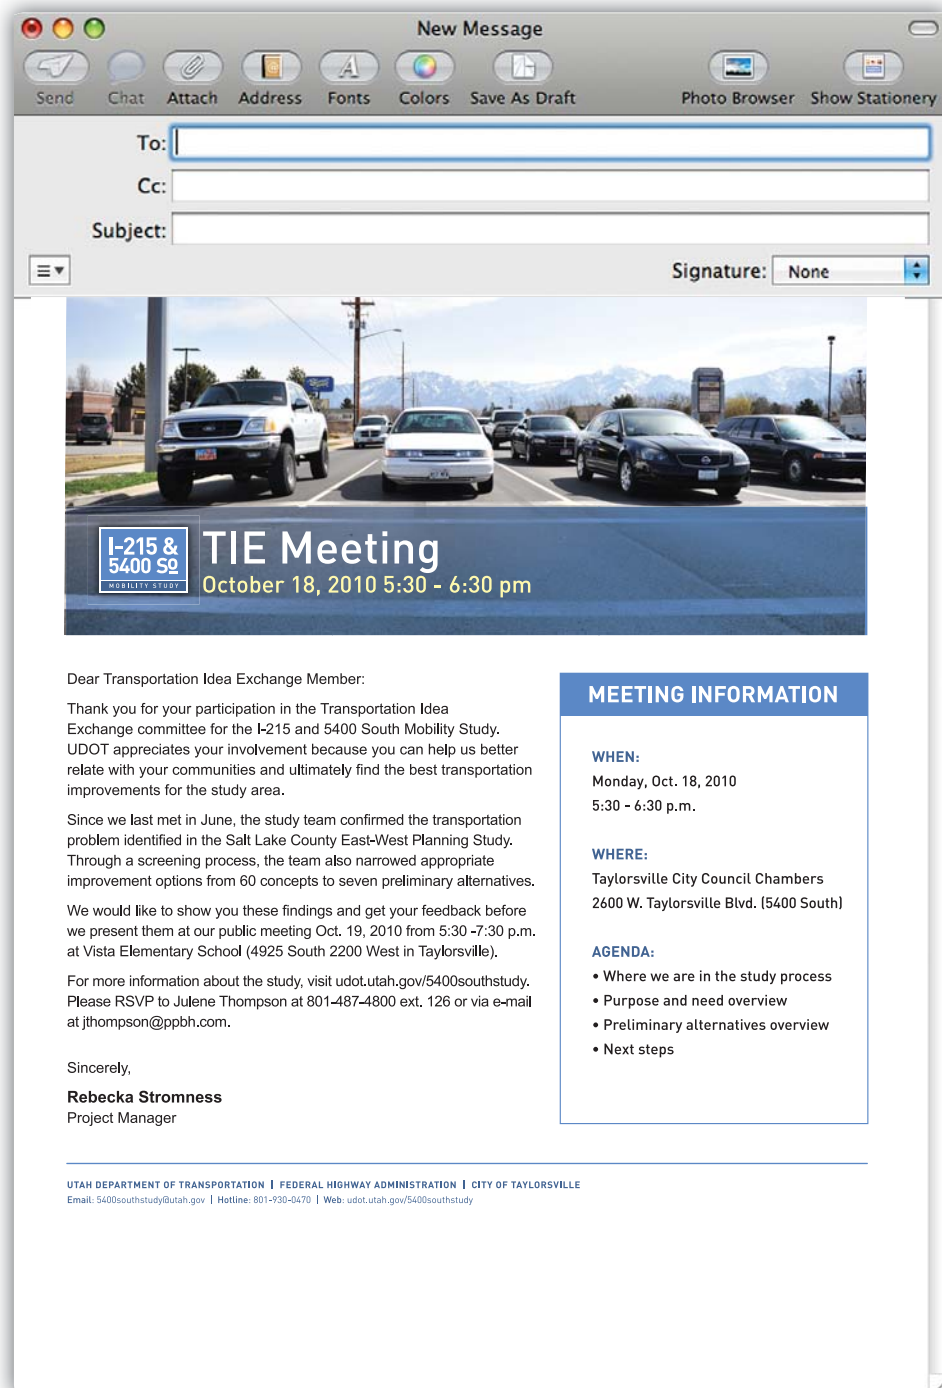 New Message
Send Chat Attach Address Fonts Colors Save As Draft Photo Browser Show Stationery
To:
Cc:
Subject:
Signature: None
I-215 &
5400 So
MOBILITY STUDY
TIE Meeting
October 18, 2010 5:30 - 6:30 pm
Dear Transportation Idea Exchange Member:
Thank you for your participation in the Transportation Idea
Exchange committee for the I-215 and 5400 South Mobility Study.
UDOT appreciates your involvement because you can help us better
relate with your communities and ultimately find the best transportation
improvements for the study area.
Since we last met in June, the study team confirmed the transportation
problem identified in the Salt Lake County East-West Planning Study.
Through a screening process, the team also narrowed appropriate
improvement options from 60 concepts to seven preliminary alternatives.
We would like to show you these findings and get your feedback before
we present them at our public meeting Oct. 19, 2010 from 5:30 -7:30 p.m.
at Vista Elementary School (4925 South 2200 West in Taylorsville).
For more information about the study, visit udot.utah.gov/5400southstudy.
Please RSVP to Julene Thompson at 801-487-4800 ext. 126 or via e-mail
at jthompson@ppbh.com.
Sincerely,
Rebecka Stromness
Project Manager
MEETING INFORMATION
WHEN:
Monday, Oct. 18, 2010
5:30 - 6:30 p.m.
WHERE:
Taylorsville City Council Chambers
2600 W. Taylorsville Blvd. (5400 South)
AGENDA:
• Where we are in the study process
• Purpose and need overview
• Preliminary alternatives overview
• Next steps
UTAH DEPARTMENT OF TRANSPORTATION | FEDERAL HIGHWAY ADMINISTRATION | CITY OF TAYLORSVILLE
Email: 5400southstudy@utah.gov | Hotline: 801-930-0470 | Web: udot.utah.gov/5400southstudy